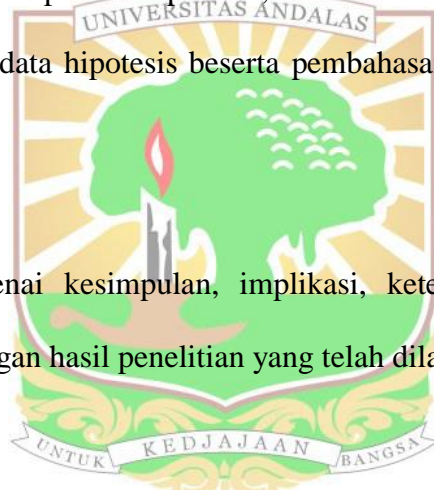 UNIVERSITAS ANDALAS
data hipotesis beserta pembahasa
enai kesimpulan, implikasi, kete
gan hasil penelitian yang telah dila
UNTUK KEDJAJAAN BANGSA